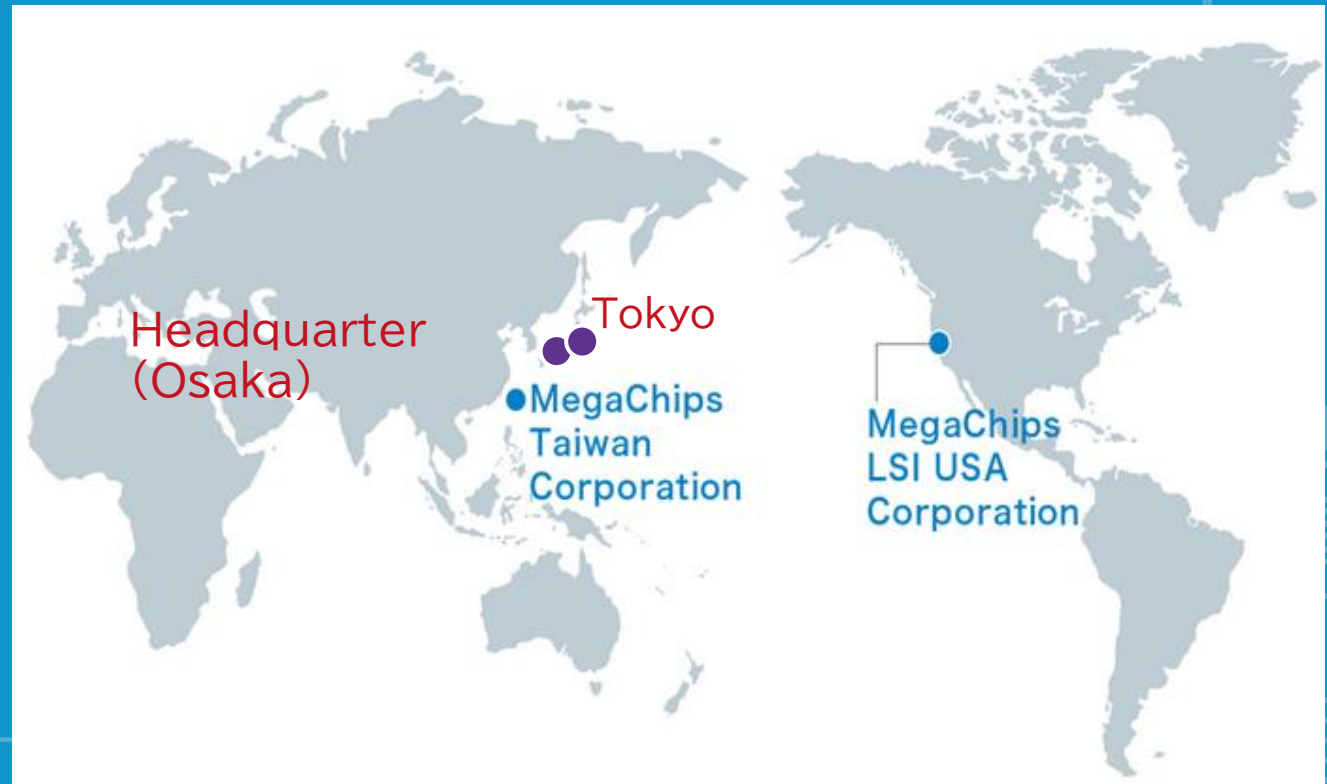 Headquarter
(Osaka)
Tokyo
MegaChips
Taiwan
Corporation
MegaChips
LSI USA
Corporation